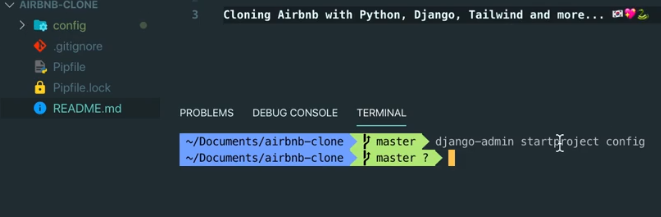 AIRBNB-CLONE
config
.gitignore
Pipfile
Pipfile.lock
README.md
3 Cloning Airbnb with Python, Django, Tailwind and more... 🇰🇷💖🐍
PROBLEMS DEBUG CONSOLE TERMINAL
~/Documents/airbnb-clone master django-admin startproject config
~/Documents/airbnb-clone master ?